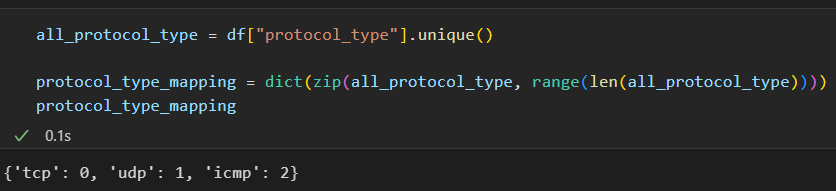 all_protocol_type = df["protocol_type"].unique()
protocol_type_mapping = dict(zip(all_protocol_type, range(len(all_protocol_type))))
protocol_type_mapping
0.1s
{'tcp': 0, 'udp': 1, 'icmp': 2}